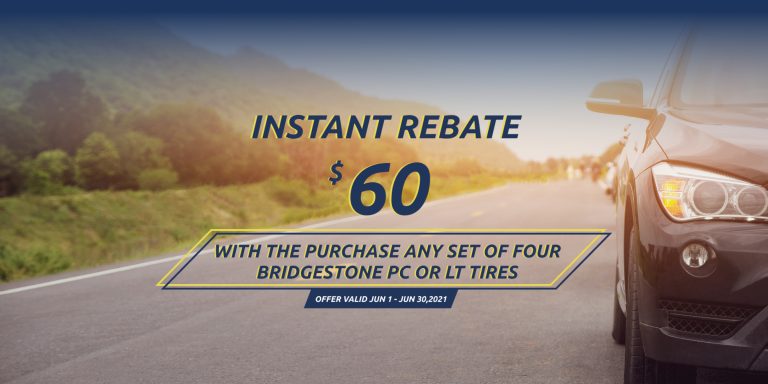 INSTANT REBATE
$60
WITH THE PURCHASE ANY SET OF FOUR
BRIDGESTONE PC OR LT TIRES
OFFER VALID JUN 1 - JUN 30,2021